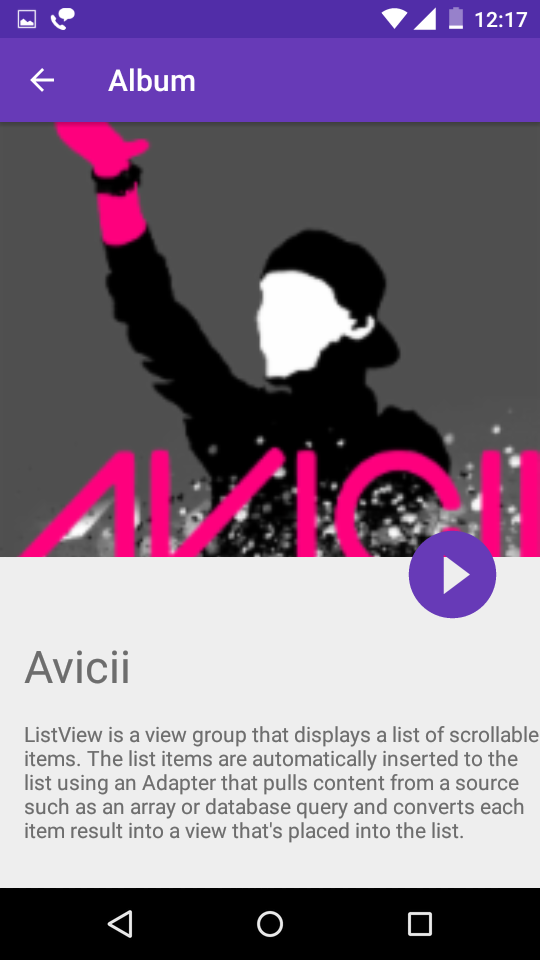 12:17
Album
AVICII
Avicii
ListView is a view group that displays a list of scrollable
items. The list items are automatically inserted to the
list using an Adapter that pulls content from a source
such as an array or database query and converts each
item result into a view that's placed into the list.